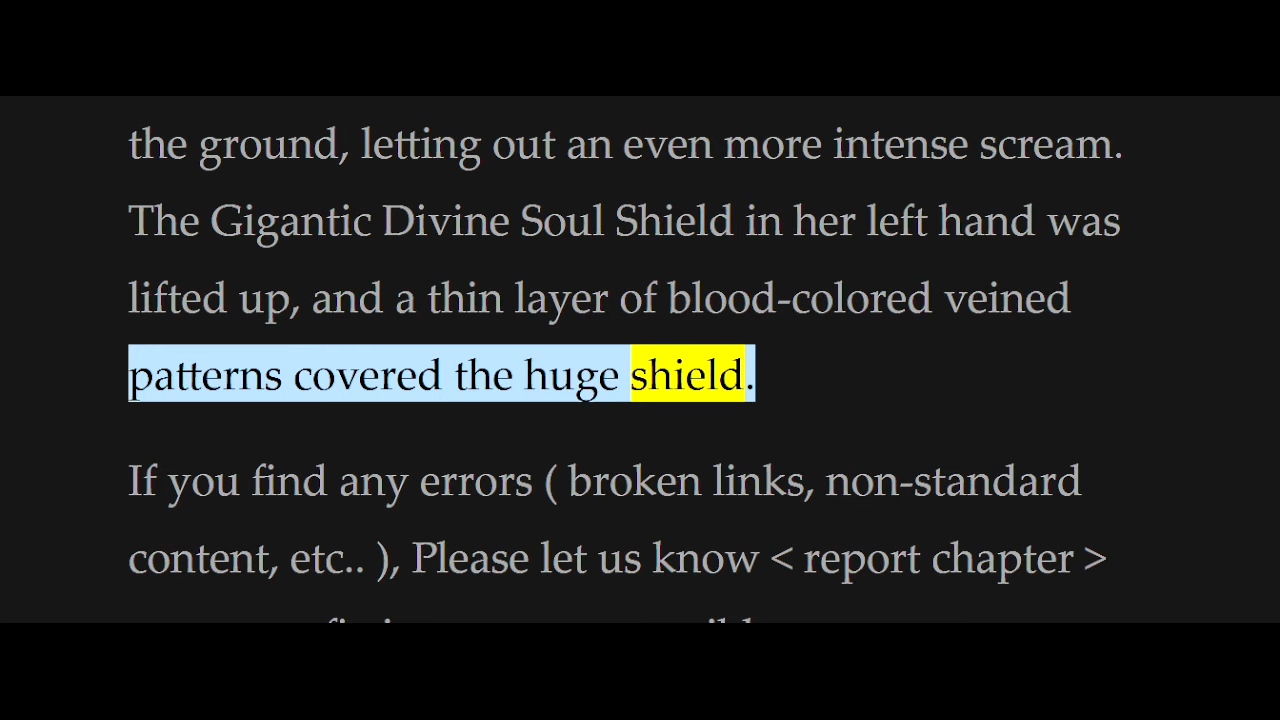 the ground, letting out an even more intense scream.
The Gigantic Divine Soul Shield in her left hand was
lifted up, and a thin layer of blood-colored veined
patterns covered the huge shield.
If you find any errors ( broken links, non-standard
content, etc.. ), Please let us know < report chapter >